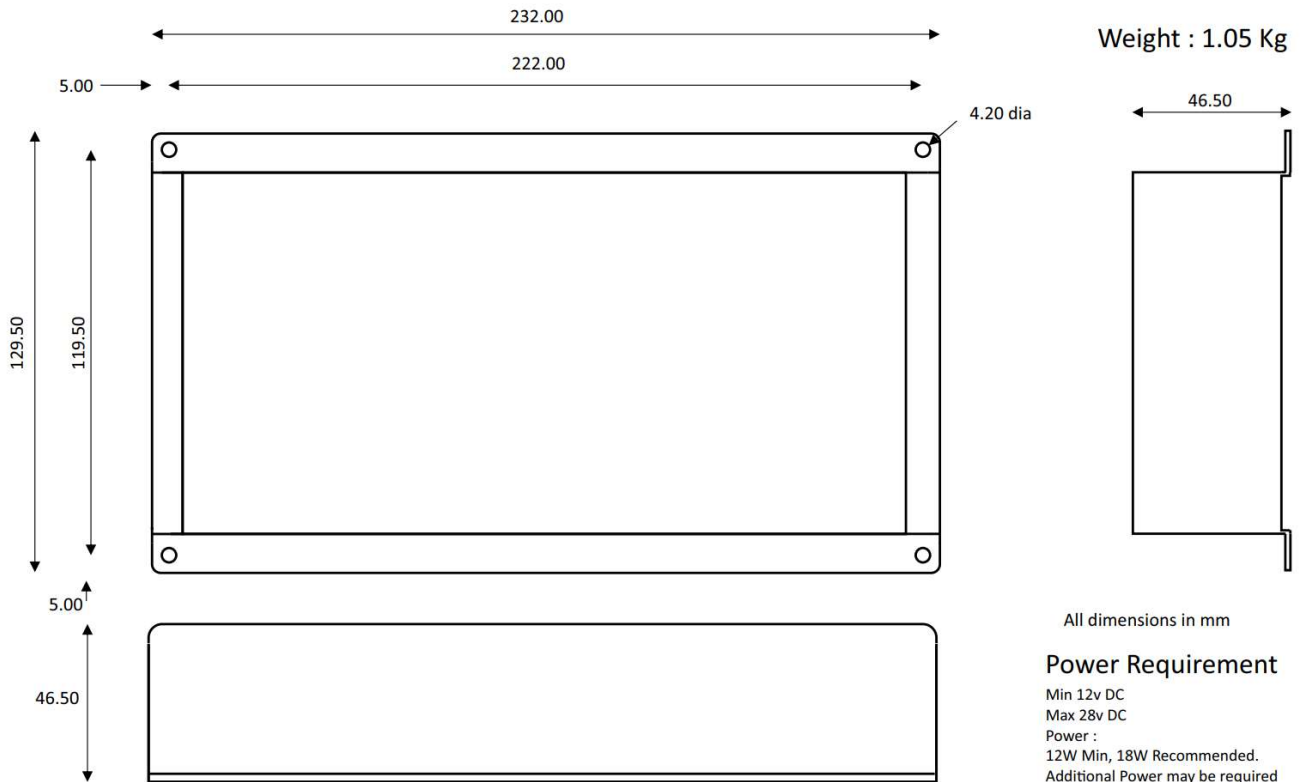 232.00
Weight : 1.05 Kg
222.00
5.00
46.50
4.20 dia
129.50
119.50
5.00
All dimensions in mm
Power Requirement
46.50
Min 12v DC
Max 28v DC
Power :
12W Min, 18W Recommended.
Additional Power may be required